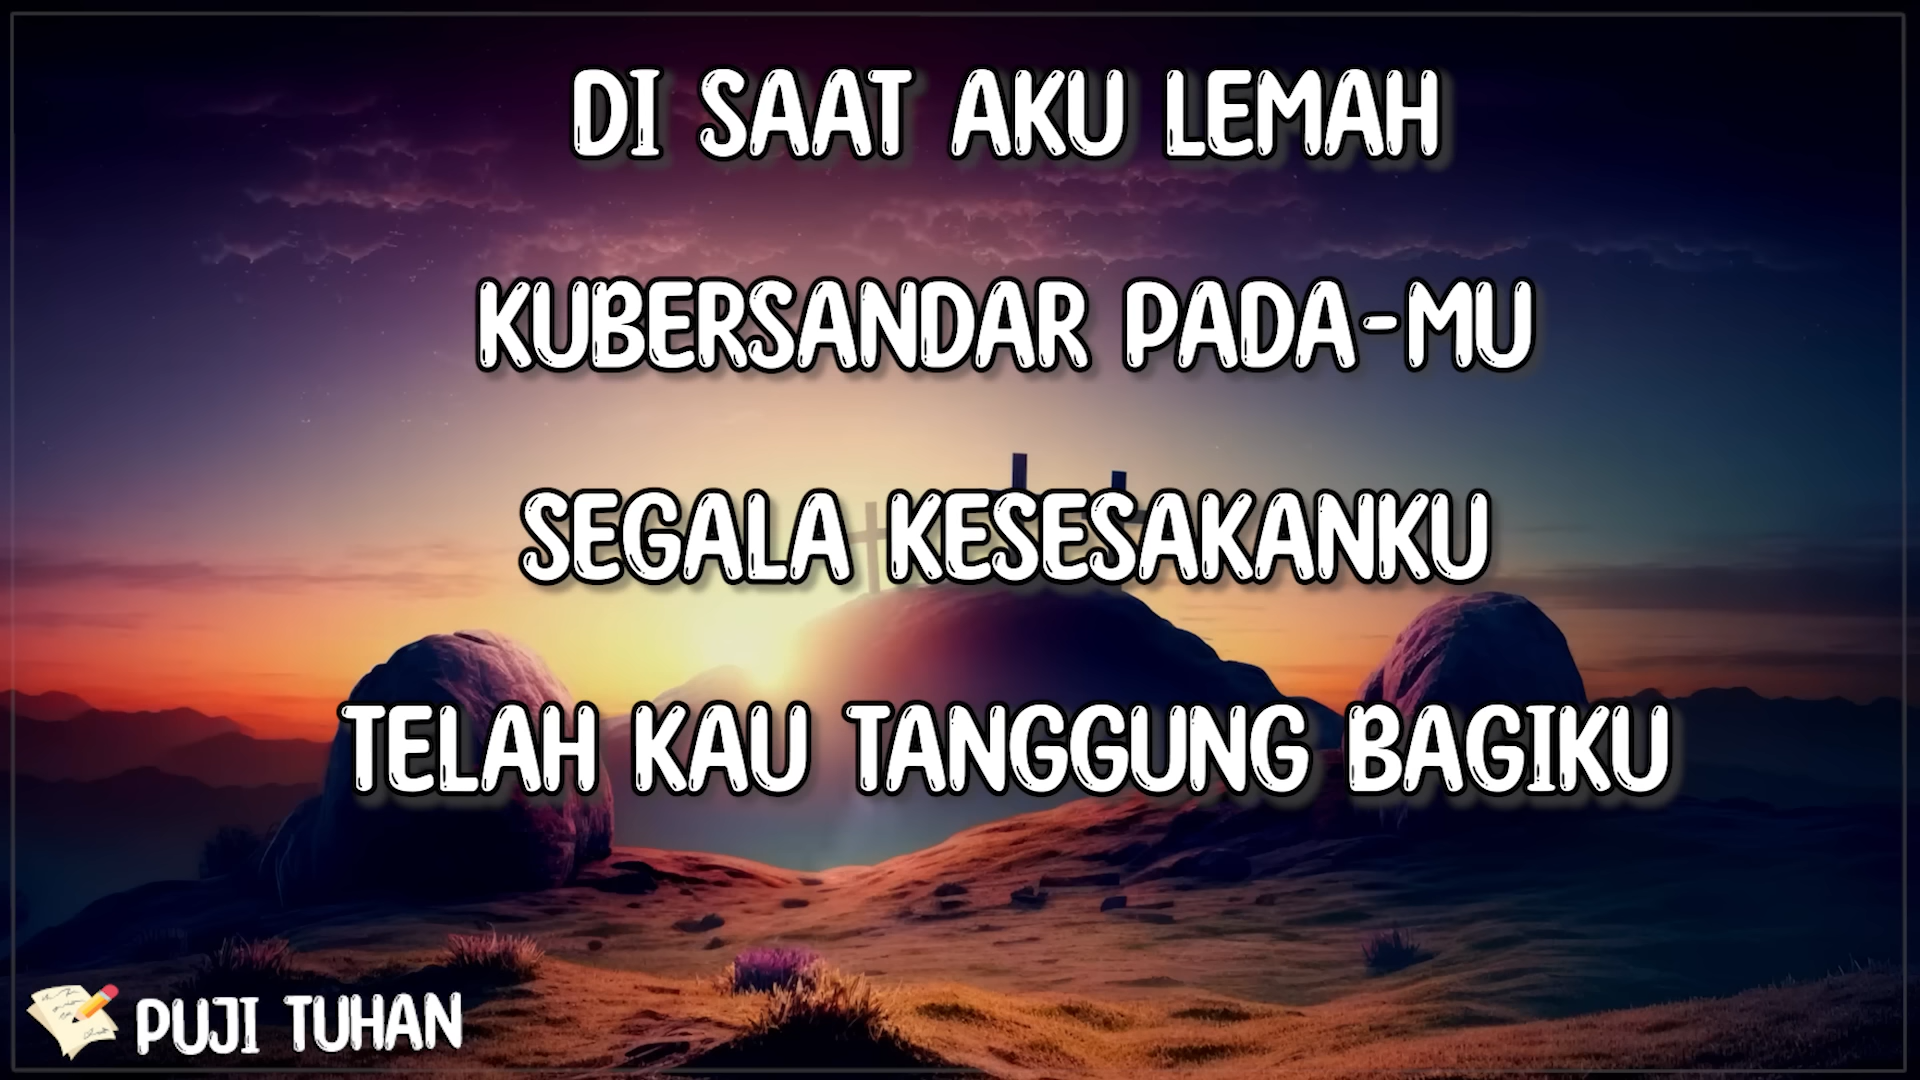 DI SAAT AKU LEMAH
KUBERSANDAR PADA-MU
SEGALA KESESAKANKU
TELAH KAU TANGGUNG BAGIKU
PUJI TUHAN